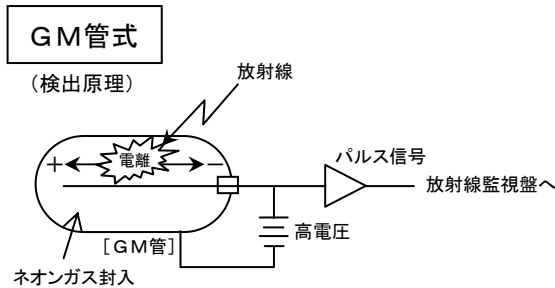 GM管式
(検出原理)
放射線
+
電離
−
パルス信号
放射線監視盤へ
高電圧
[GM管]
ネオンガス封入